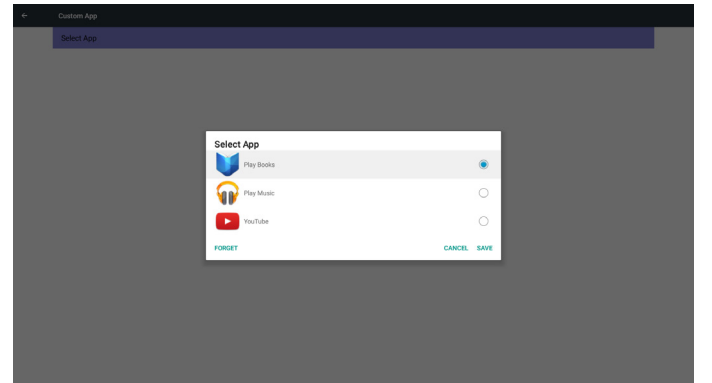 Custom App
Select App
Select App
Play Books
Play Music
YouTube
FORGET CANCEL SAVE